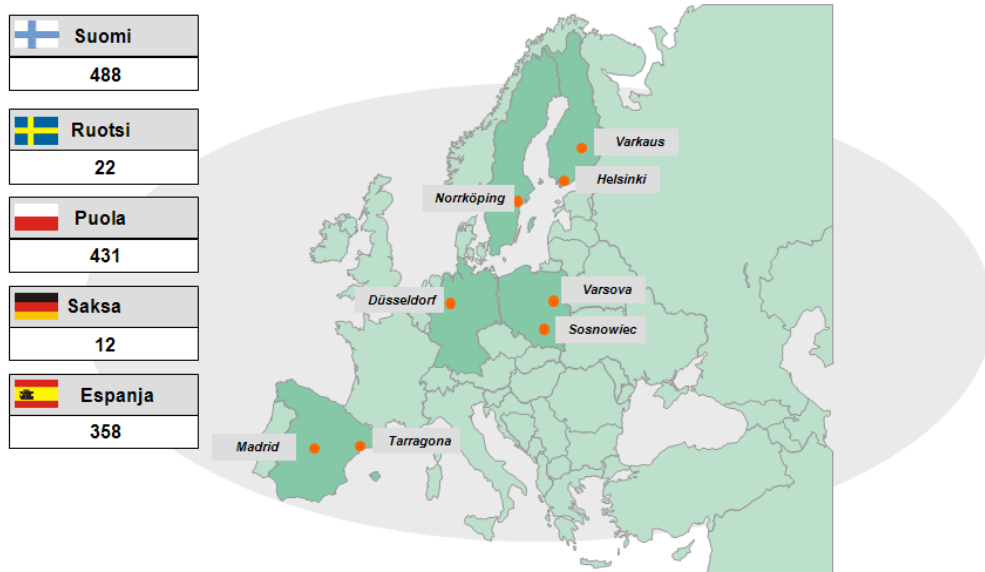 Suomi
488
Ruotsi
22
Puola
431
Saksa
12
Espanja
358
Varkaus
Helsinki
Norrköping
Düsseldorf
Varsova
Sosnowiec
Madrid
Tarragona